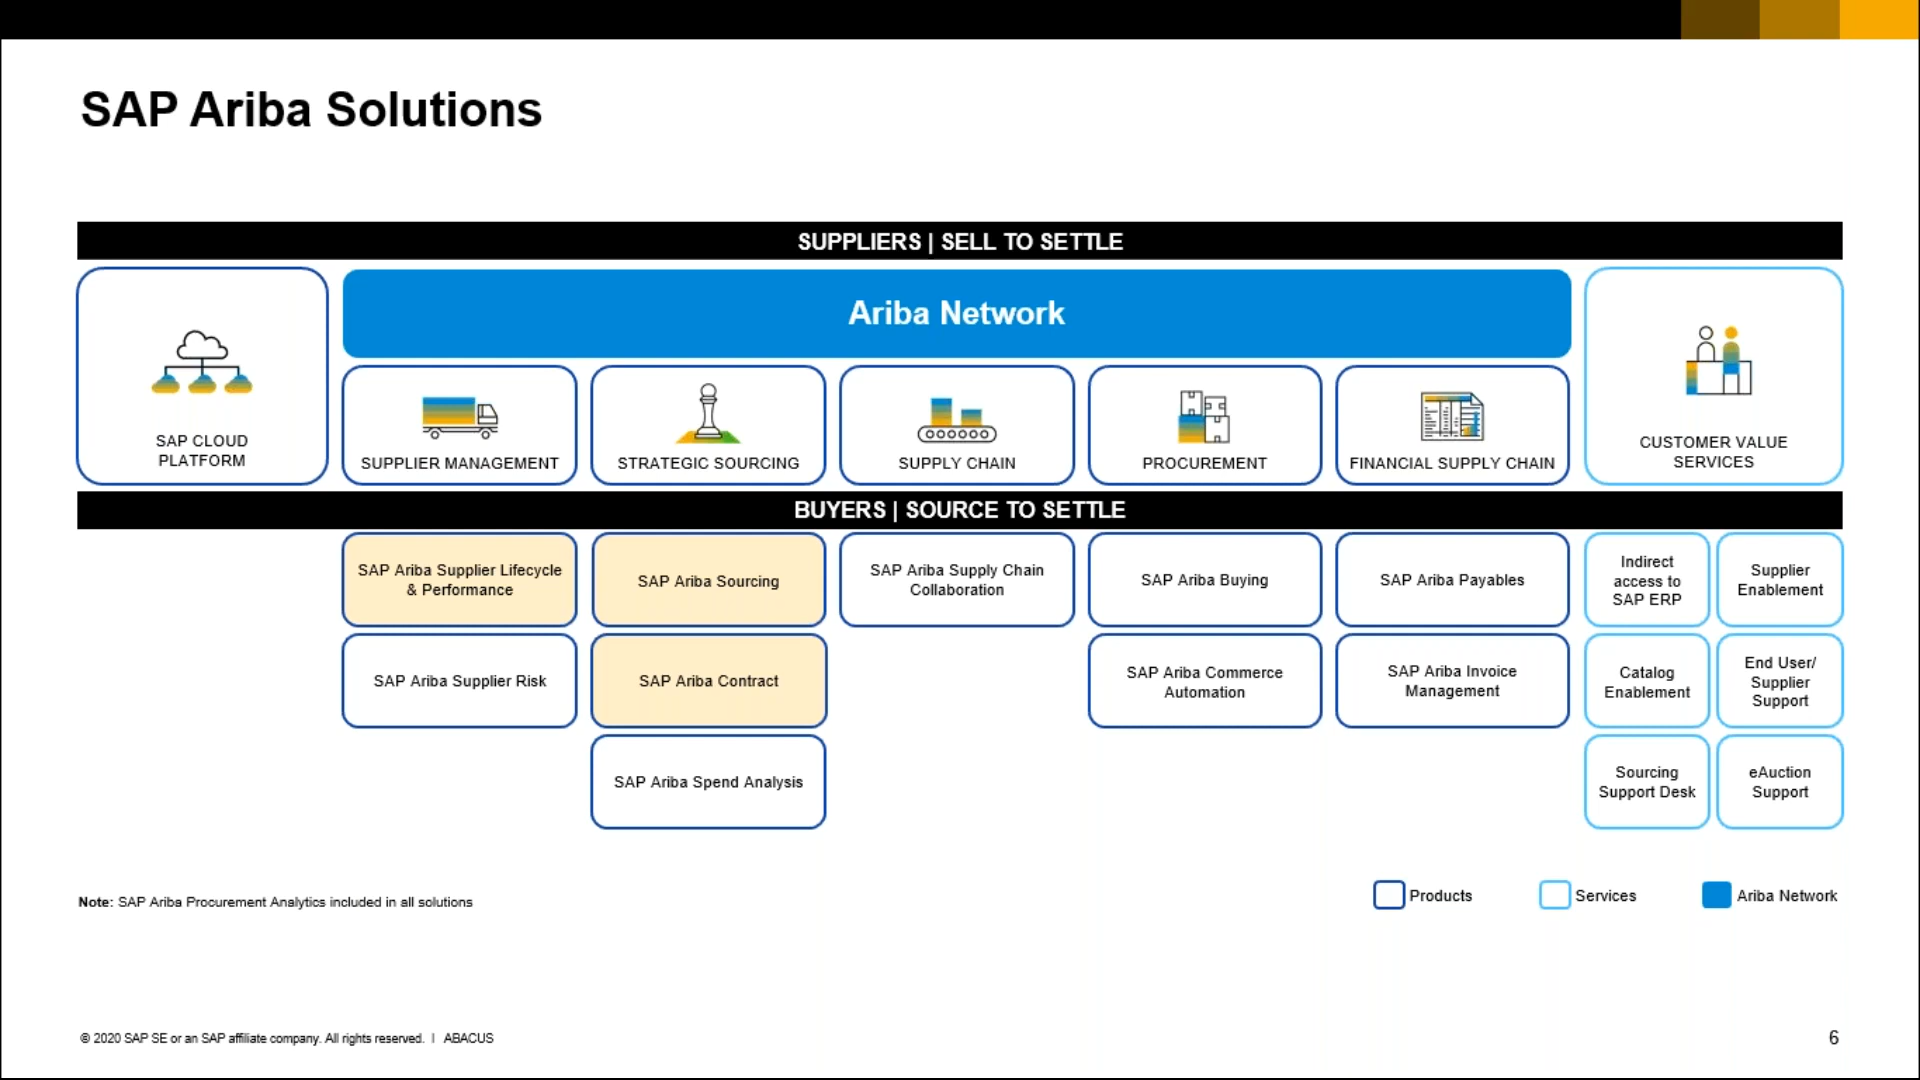 SAP Ariba Solutions
SUPPLIERS | SELL TO SETTLE
SAP CLOUD
PLATFORM
Ariba Network
SUPPLIER MANAGEMENT
STRATEGIC SOURCING
SUPPLY CHAIN
PROCUREMENT
FINANCIAL SUPPLY CHAIN
CUSTOMER VALUE
SERVICES
BUYERS | SOURCE TO SETTLE
SAP Ariba Supplier Lifecycle
& Performance
SAP Ariba Sourcing
SAP Ariba Supply Chain
Collaboration
SAP Ariba Buying
SAP Ariba Payables
Indirect
access to
SAP ERP
Supplier
Enablement
SAP Ariba Supplier Risk
SAP Ariba Contract
SAP Ariba Commerce
Automation
SAP Ariba Invoice
Management
Catalog
Enablement
End User/
Supplier
Support
SAP Ariba Spend Analysis
Sourcing
Support Desk
eAuction
Support
Note: SAP Ariba Procurement Analytics included in all solutions
Products
Services
Ariba Network
© 2020 SAP SE or an SAP affiliate company. All rights reserved. | ABACUS
6